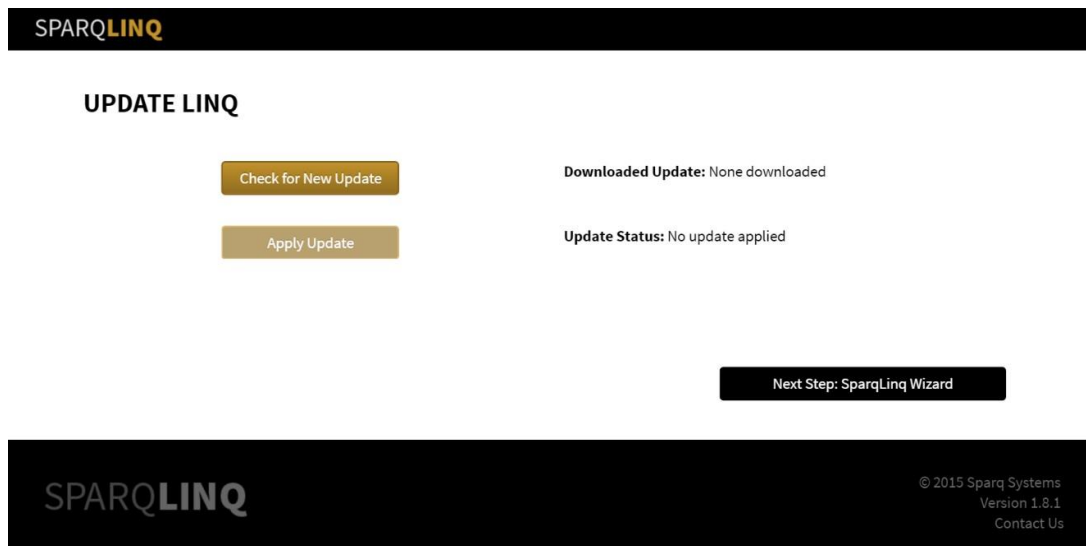 SPARQLINQ
UPDATE LINQ
Check for New Update
Downloaded Update: None downloaded
Apply Update
Update Status: No update applied
Next Step: SparqLinq Wizard
SPARQLINQ
© 2015 Sparq Systems
Version 1.8.1
Contact Us